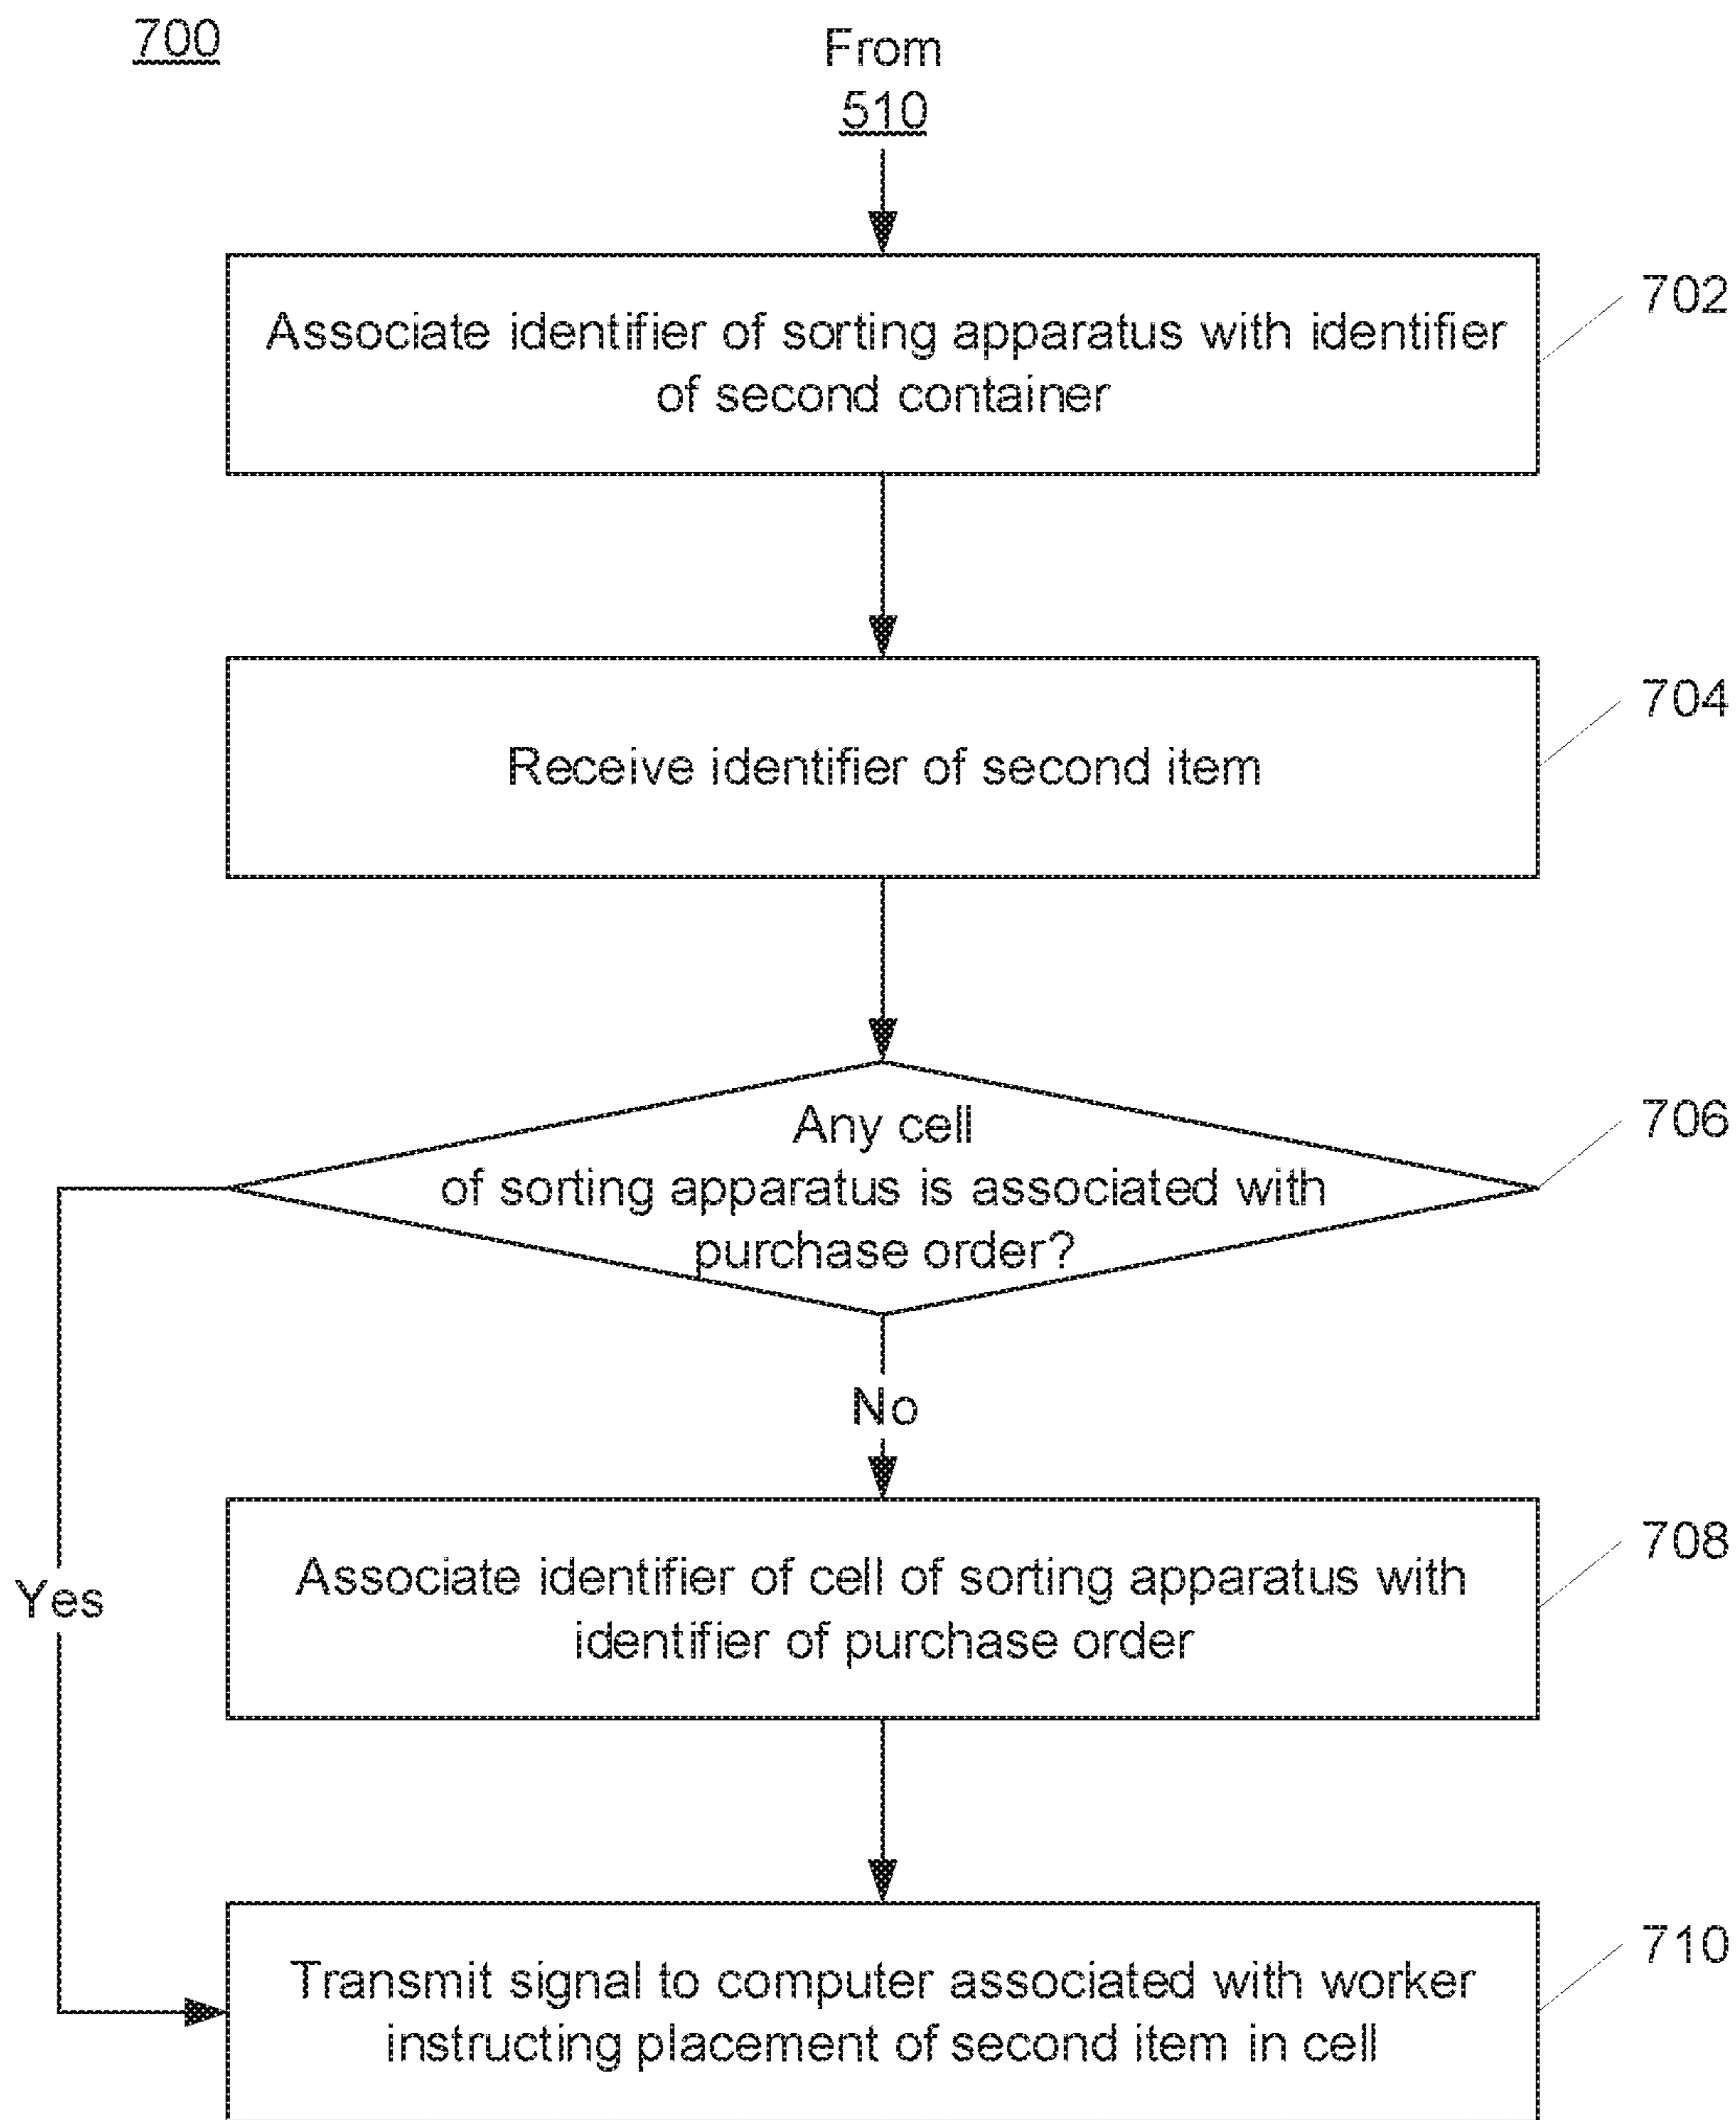 700
From
510
Associate identifier of sorting apparatus with identifier
of second container
702
Receive identifier of second item
704
Any cell
of sorting apparatus is associated with
purchase order?
706
No
Yes
Associate identifier of cell of sorting apparatus with
identifier of purchase order
708
Transmit signal to computer associated with worker
instructing placement of second item in cell
710